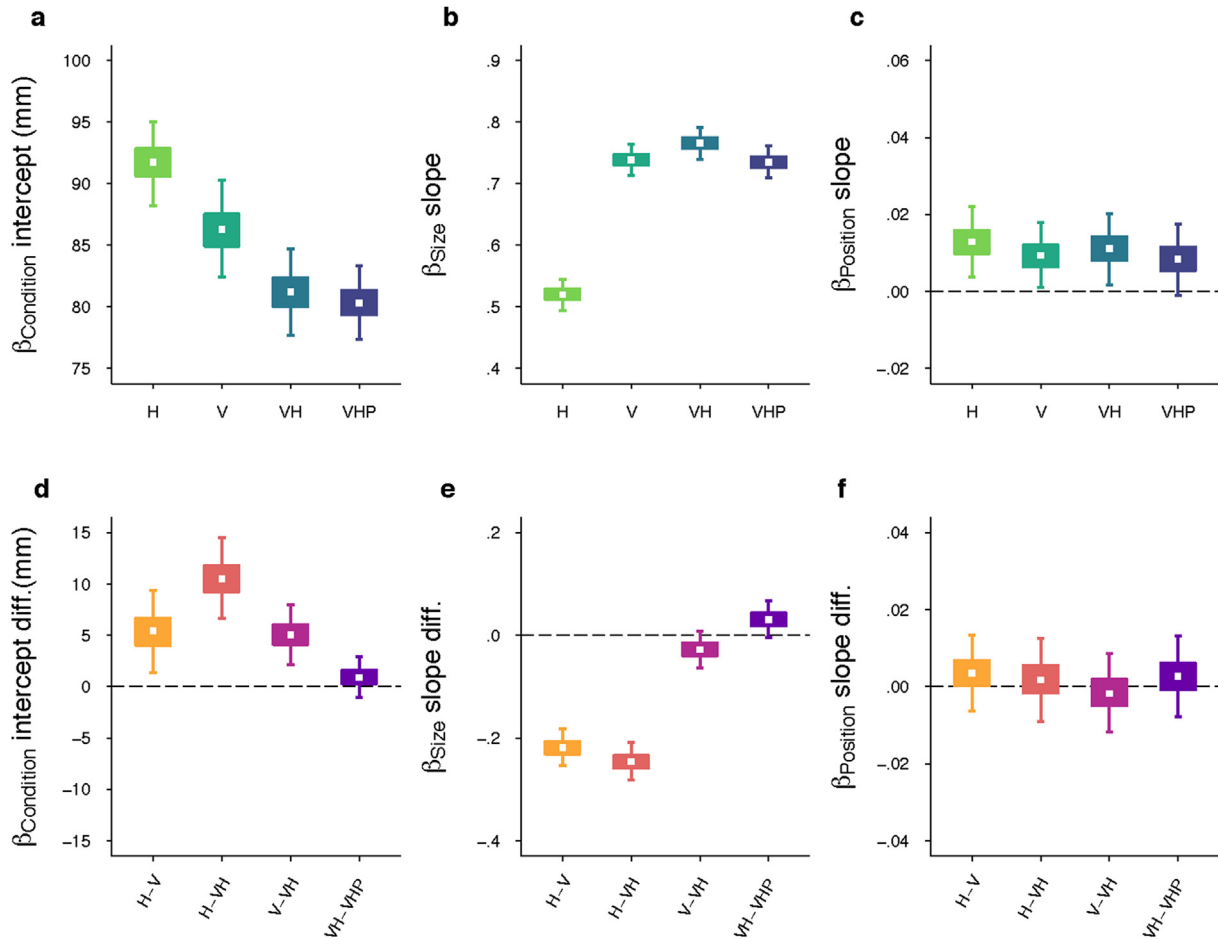 a
βCondition intercept (mm)
100
95
90
85
80
75
H V VH VHP
b
βSize slope
.9
.8
.7
.6
.5
.4
H V VH VHP
c
βPosition slope
.06
.04
.02
.00
−.02
H V VH VHP
d
βCondition intercept diff.(mm)
15
10
5
0
−5
−10
−15
H−V H−VH V−VH VH−VHP
e
βSize slope diff.
.2
.0
−.2
−.4
H−V H−VH V−VH VH−VHP
f
βPosition slope diff.
.04
.02
.00
−.02
−.04
H−V H−VH V−VH VH−VHP